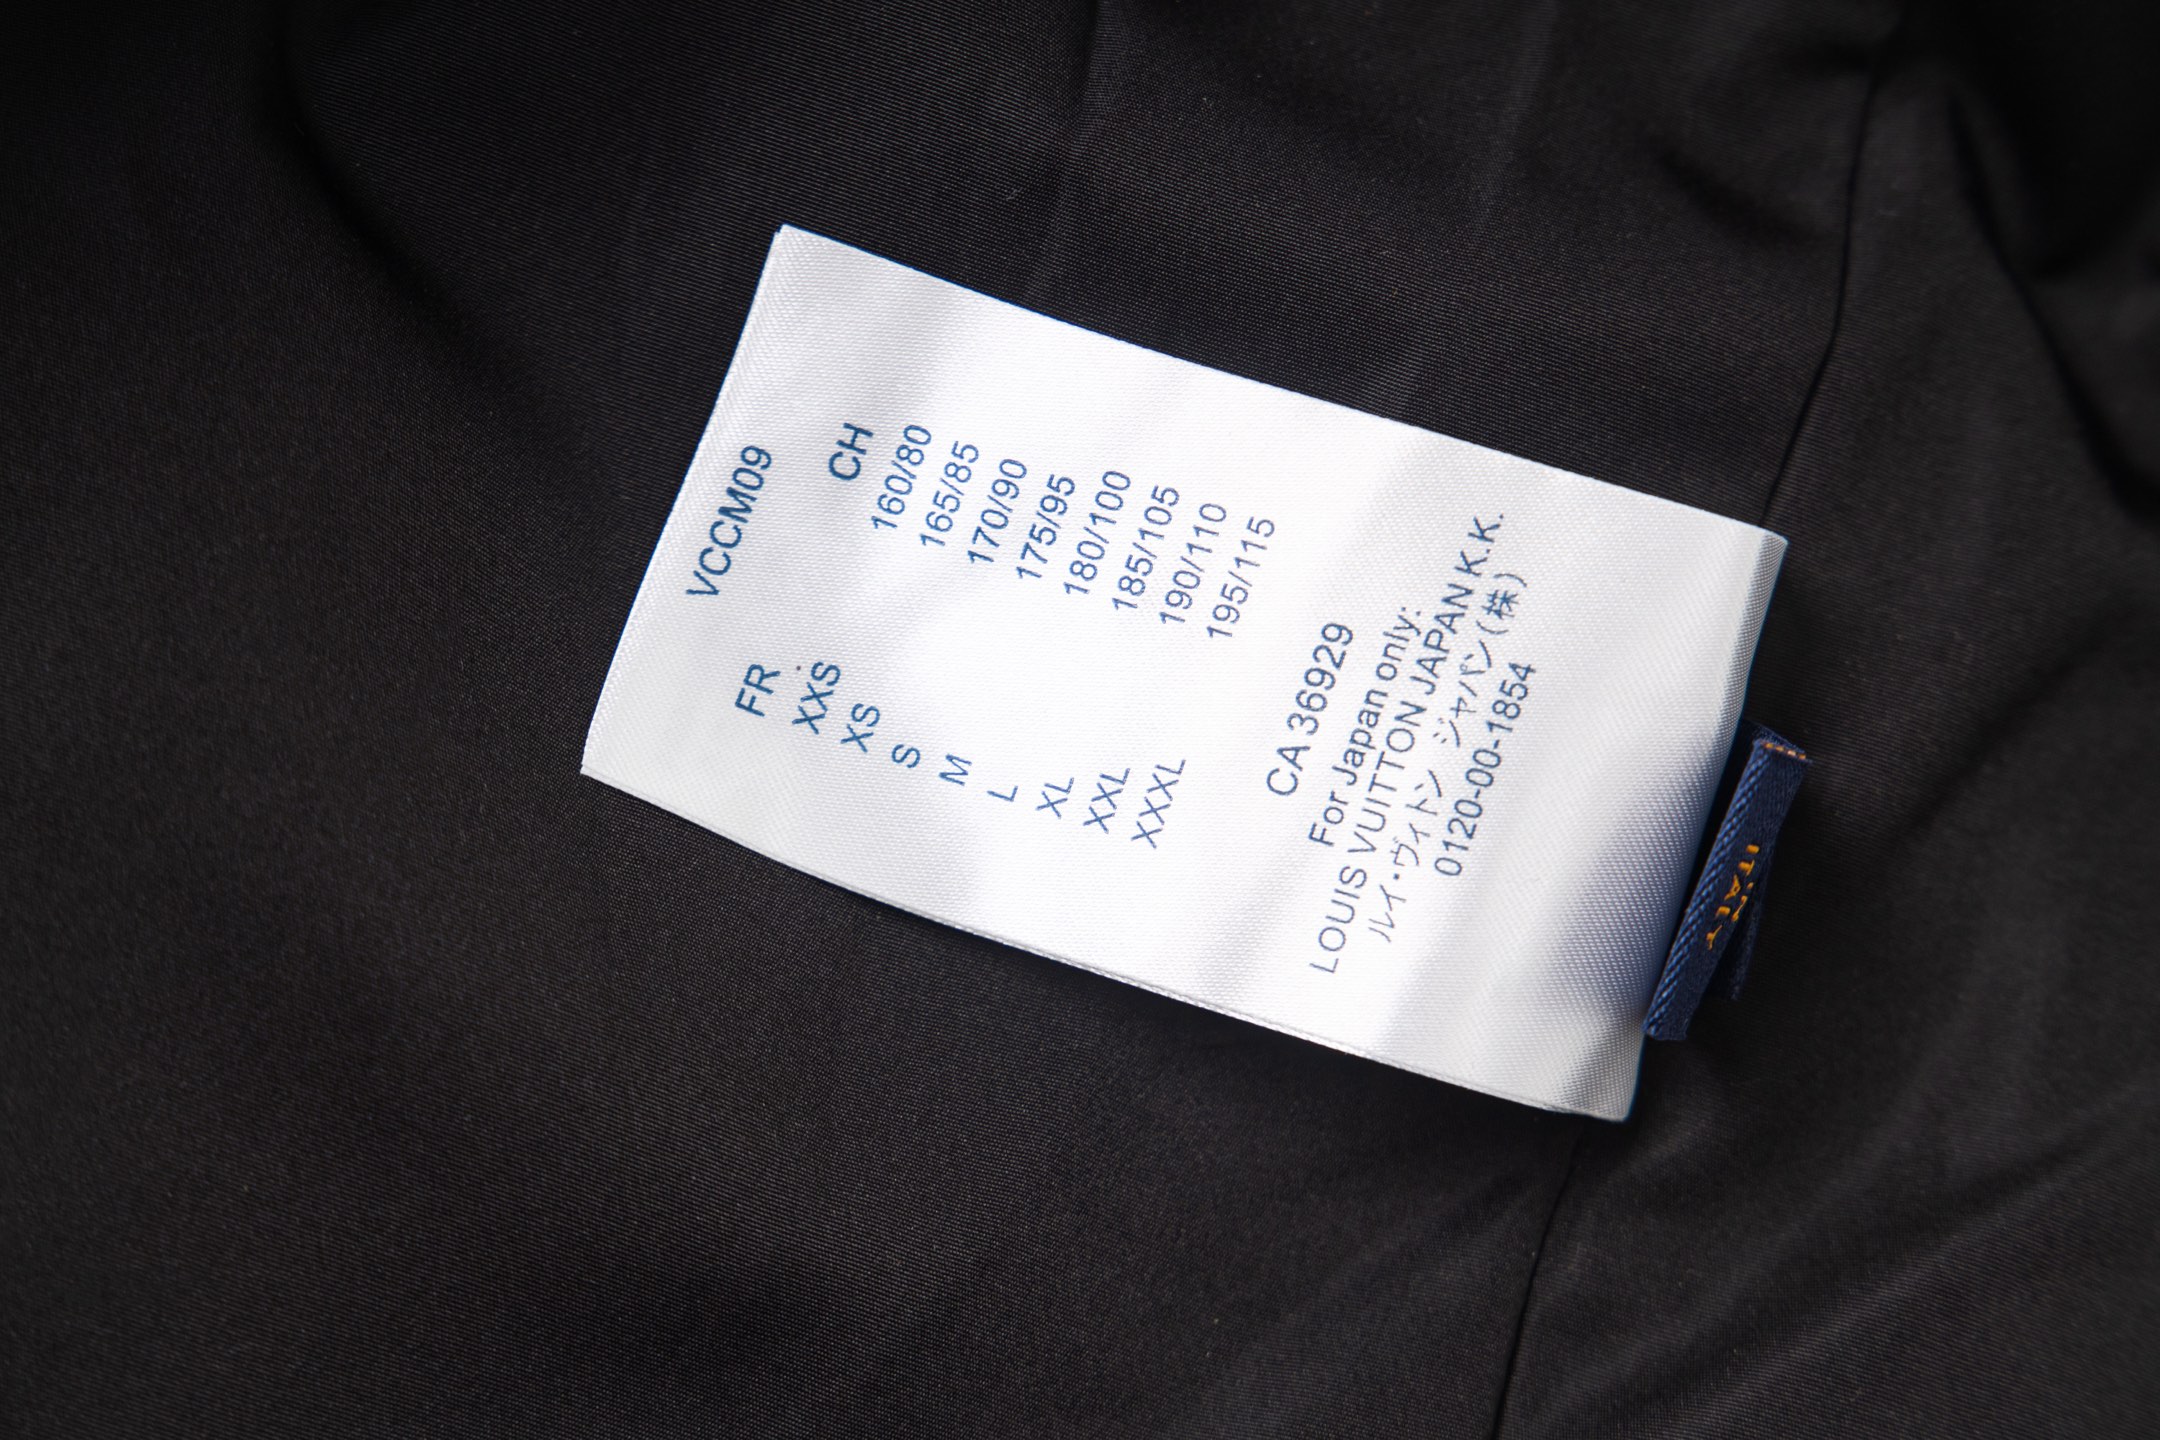 VCCM09
FR CH
XXS 160/80
XS 165/85
S 170/90
M 175/95
L 180/100
XL 185/105
XXL 190/110
XXXL 195/115
CA 36929
For Japan only:
LOUIS VUITTON JAPAN K.K.
ルイ・ヴィトン ジャパン(株)
0120-00-1854
ITALY